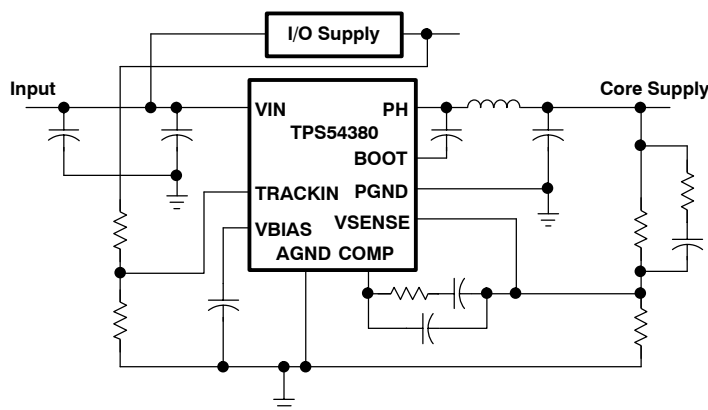 I/O Supply
Input
Core Supply
VIN
PH
TPS54380
BOOT
TRACKIN
PGND
VSENSE
VBIAS
AGND COMP